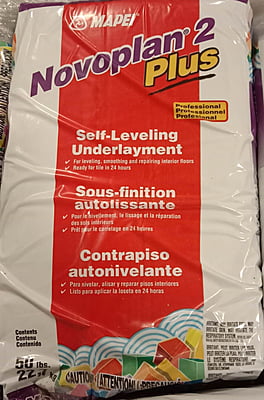 MAPEI
Novoplan® 2
Plus
Professional
Professionnel
Profesional
Self-Leveling
Underlayment
✓ For leveling, smoothing and repairing interior floors
✓ Ready for tile in 24 hours
Sous-finition
autolissante
✓ Pour le nivellement, le lissage et la réparation
des sols intérieurs
✓ Prêt pour le carrelage en 24 heures
Contrapiso
autonivelante
✓ Para nivelar, alisar y reparar pisos interiores
✓ Listo para aplicar la loseta en 24 horas
Contents
Contenu
Contenido
50 lbs.
CAUTION! ¡ATTENTION! ¡PRECAUCIÓN!